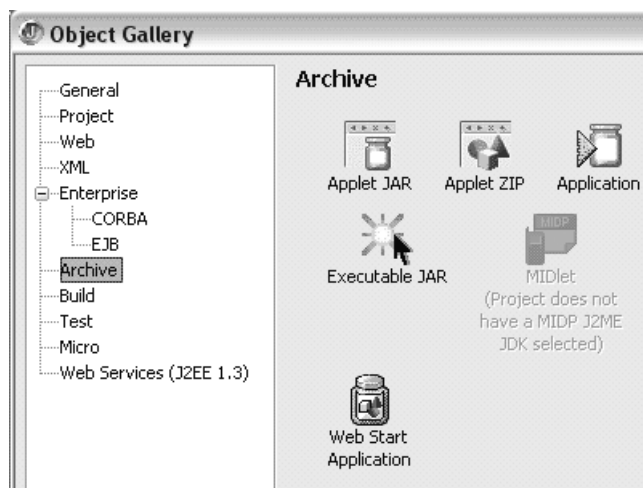 Object Gallery
General
Project
Web
XML
Enterprise
CORBA
EJB
Archive
Build
Test
Micro
Web Services (J2EE 1.3)
Archive
Applet JAR
Applet ZIP
Application
Executable JAR
MIDP
MIDlet
(Project does not
have a MIDP J2ME
JDK selected)
Web Start
Application